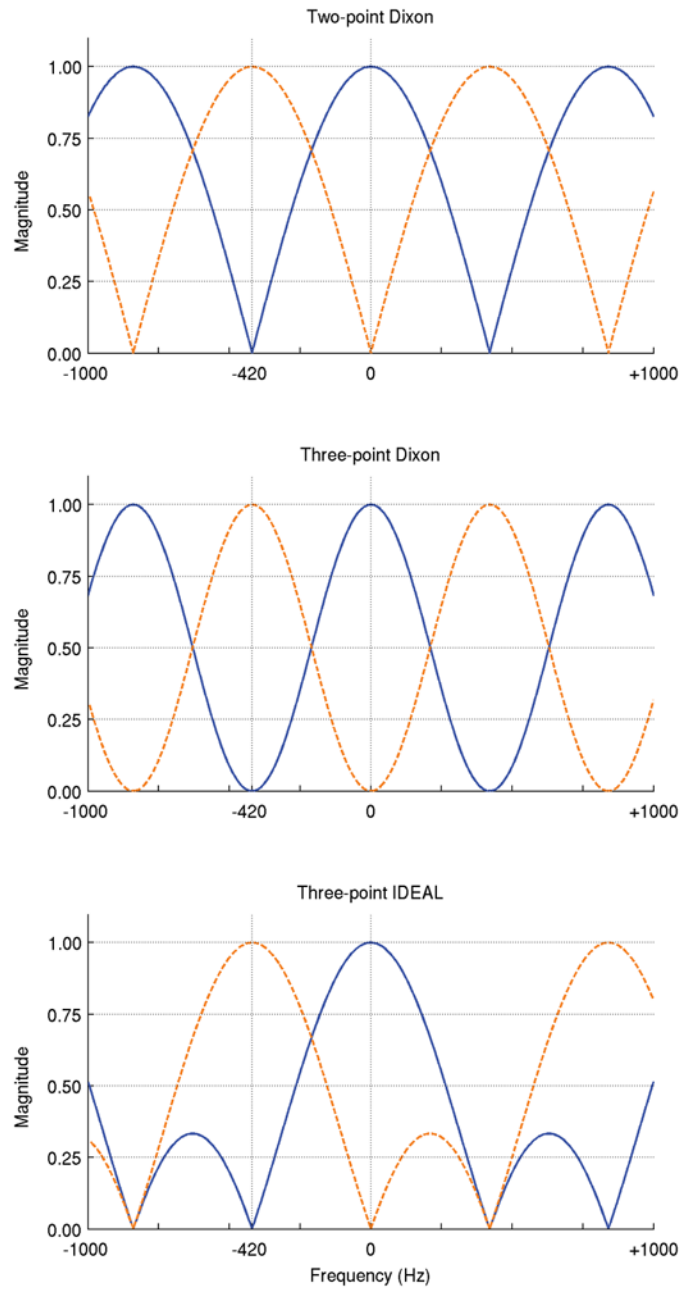 Two-point Dixon
1.00
0.75
0.50
0.25
0.00
Magnitude
-1000 -420 0 +1000
Three-point Dixon
1.00
0.75
0.50
0.25
0.00
Magnitude
-1000 -420 0 +1000
Three-point IDEAL
1.00
0.75
0.50
0.25
0.00
Magnitude
-1000 -420 0 +1000
Frequency (Hz)